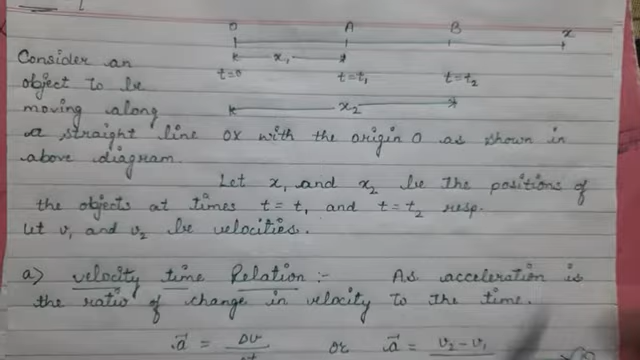 O A B x
x₁
t=0 t=t₁ t=t₂
x₂
Consider an
object to be
moving along
a straight line OX with the origin O as shown in
above diagram.
Let x₁ and x₂ be the positions of
the objects at times t = t₁ and t = t₂ resp.
Let v₁ and v₂ be velocities.
a) velocity time Relation :- As acceleration is
the ratio of change in velocity to the time.
a⃗ = Δv or a⃗ = v₂ - v₁